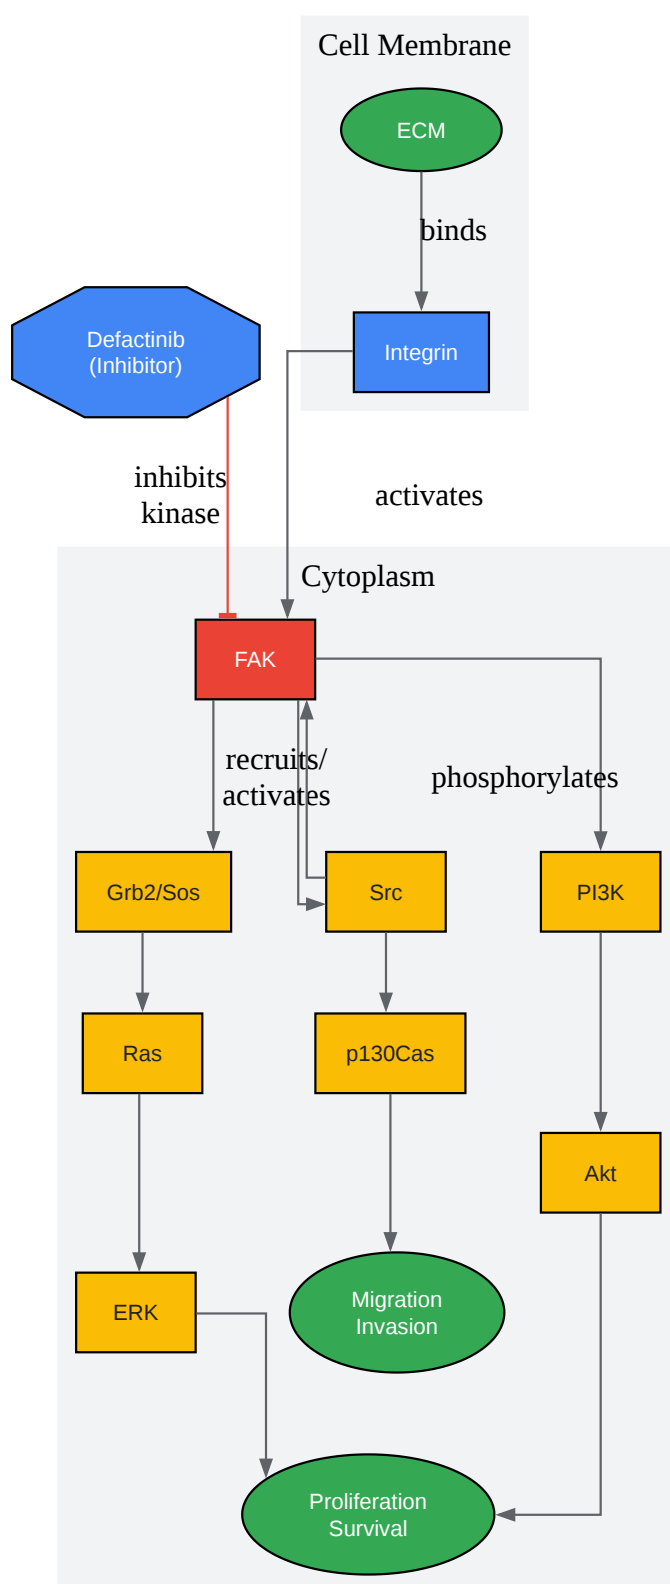 Cell Membrane
ECM
binds
Defactinib
(Inhibitor)
Integrin
inhibits
kinase
activates
Cytoplasm
FAK
recruits/
activates
phosphorylates
Grb2/Sos
Src
PI3K
Ras
p130Cas
Akt
ERK
Migration
Invasion
Proliferation
Survival